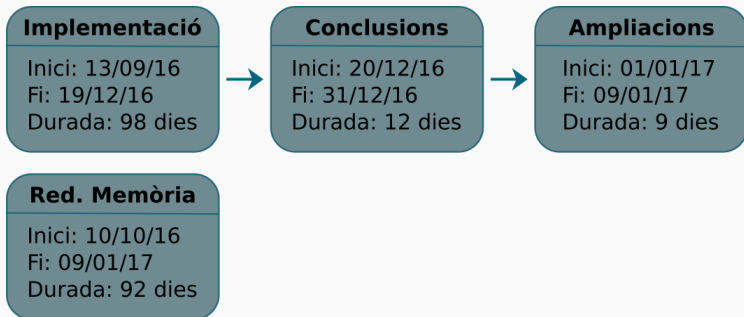 Implementació
Inici: 13/09/16
Fi: 19/12/16
Durada: 98 dies
Conclusions
Inici: 20/12/16
Fi: 31/12/16
Durada: 12 dies
Ampliacions
Inici: 01/01/17
Fi: 09/01/17
Durada: 9 dies
Red. Memòria
Inici: 10/10/16
Fi: 09/01/17
Durada: 92 dies